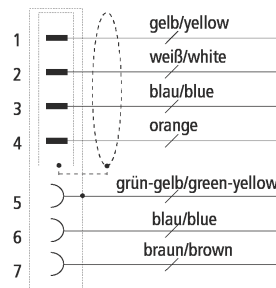 gelb/yellow
1
weiß/white
2
blau/blue
3
orange
4
grün-gelb/green-yellow
5
blau/blue
6
braun/brown
7